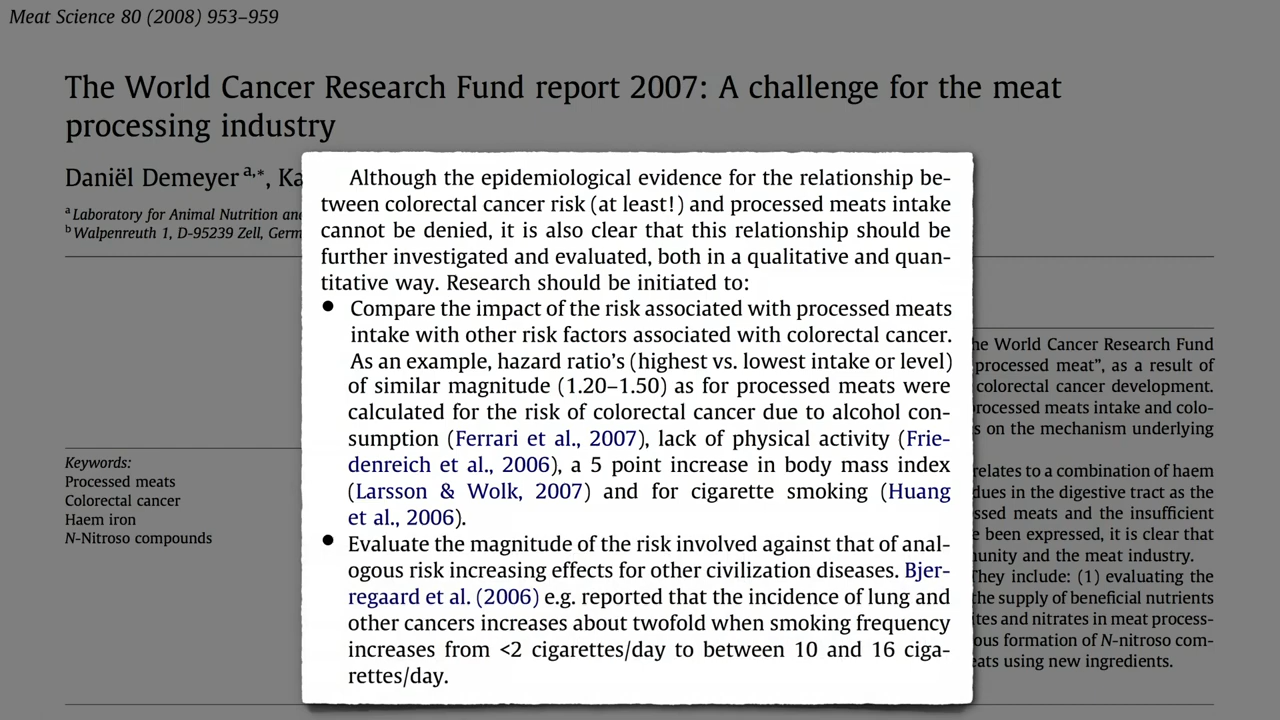 Meat Science 80 (2008) 953–959
The World Cancer Research Fund report 2007: A challenge for the meat
processing industry
Daniël Demeyer a,*, Ka
a Laboratory for Animal Nutrition an
b Walpenreuth 1, D-95239 Zell, Germ
Although the epidemiological evidence for the relationship be-
tween colorectal cancer risk (at least!) and processed meats intake
cannot be denied, it is also clear that this relationship should be
further investigated and evaluated, both in a qualitative and quan-
titative way. Research should be initiated to:
• Compare the impact of the risk associated with processed meats
intake with other risk factors associated with colorectal cancer.
As an example, hazard ratio's (highest vs. lowest intake or level)
of similar magnitude (1.20–1.50) as for processed meats were
calculated for the risk of colorectal cancer due to alcohol con-
sumption (Ferrari et al., 2007), lack of physical activity (Frie-
denreich et al., 2006), a 5 point increase in body mass index
(Larsson & Wolk, 2007) and for cigarette smoking (Huang
et al., 2006).
• Evaluate the magnitude of the risk involved against that of anal-
ogous risk increasing effects for other civilization diseases. Bjer-
regaard et al. (2006) e.g. reported that the incidence of lung and
other cancers increases about twofold when smoking frequency
increases from <2 cigarettes/day to between 10 and 16 ciga-
rettes/day.
Keywords:
Processed meats
Colorectal cancer
Haem iron
N-Nitroso compounds
he World Cancer Research Fund
processed meat", as a result of
colorectal cancer development.
rocessed meats intake and colo-
s on the mechanism underlying
relates to a combination of haem
dues in the digestive tract as the
ssed meats and the insufficient
e been expressed, it is clear that
unity and the meat industry.
They include: (1) evaluating the
the supply of beneficial nutrients
ites and nitrates in meat process-
ous formation of N-nitroso com-
eats using new ingredients.